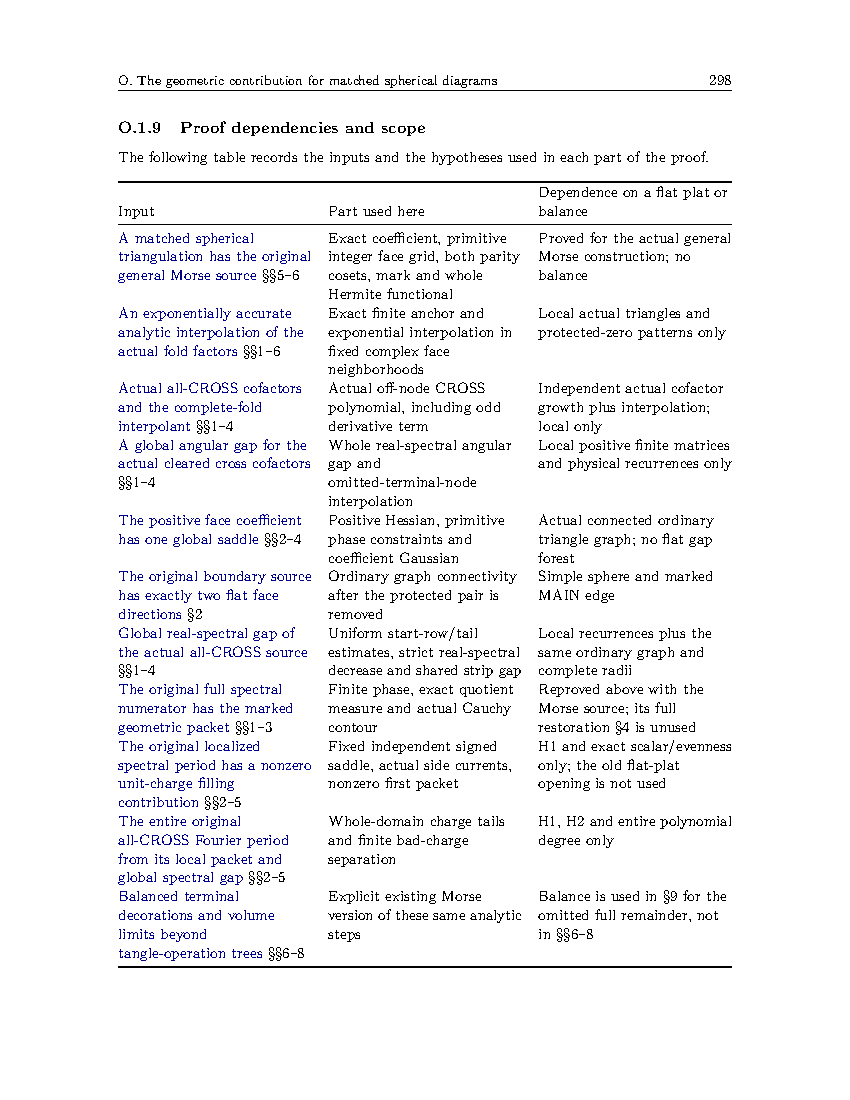 O. The geometric contribution for matched spherical diagrams 298
O.1.9 Proof dependencies and scope
The following table records the inputs and the hypotheses used in each part of the proof.
Dependence on a flat plat or
Input Part used here balance
A matched spherical Exact coefficient, primitive Proved for the actual general
triangulation has the original integer face grid, both parity Morse construction; no
general Morse source §§5–6 cosets, mark and whole balance
Hermite functional
An exponentially accurate Exact finite anchor and Local actual triangles and
analytic interpolation of the exponential interpolation in protected-zero patterns only
actual fold factors §§1–6 fixed complex face
neighborhoods
Actual all-CROSS cofactors Actual off-node CROSS Independent actual cofactor
and the complete-fold polynomial, including odd growth plus interpolation;
interpolant §§1–4 derivative term local only
A global angular gap for the Whole real-spectral angular Local positive finite matrices
actual cleared cross cofactors gap and and physical recurrences only
§§1–4 omitted-terminal-node
interpolation
The positive face coefficient Positive Hessian, primitive Actual connected ordinary
has one global saddle §§2–4 phase constraints and triangle graph; no flat gap
coefficient Gaussian forest
The original boundary source Ordinary graph connectivity Simple sphere and marked
has exactly two flat face after the protected pair is MAIN edge
directions §2 removed
Global real-spectral gap of Uniform start-row/tail Local recurrences plus the
the actual all-CROSS source estimates, strict real-spectral same ordinary graph and
§§1–4 decrease and shared strip gap complete radii
The original full spectral Finite phase, exact quotient Reproved above with the
numerator has the marked measure and actual Cauchy Morse source; its full
geometric packet §§1–3 contour restoration §4 is unused
The original localized Fixed independent signed H1 and exact scalar/evenness
spectral period has a nonzero saddle, actual side currents, only; the old flat-plat
unit-charge filling nonzero first packet opening is not used
contribution §§2–5
The entire original Whole-domain charge tails H1, H2 and entire polynomial
all-CROSS Fourier period and finite bad-charge degree only
from its local packet and separation
global spectral gap §§2–5
Balanced terminal Explicit existing Morse Balance is used in §9 for the
decorations and volume version of these same analytic omitted full remainder, not
limits beyond steps in §§6–8
tangle-operation trees §§6–8